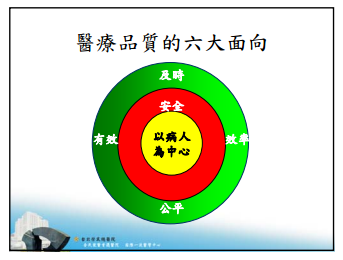 醫療品質的六大面向
及時
安全
有效
以病人
為中心
效率
公平